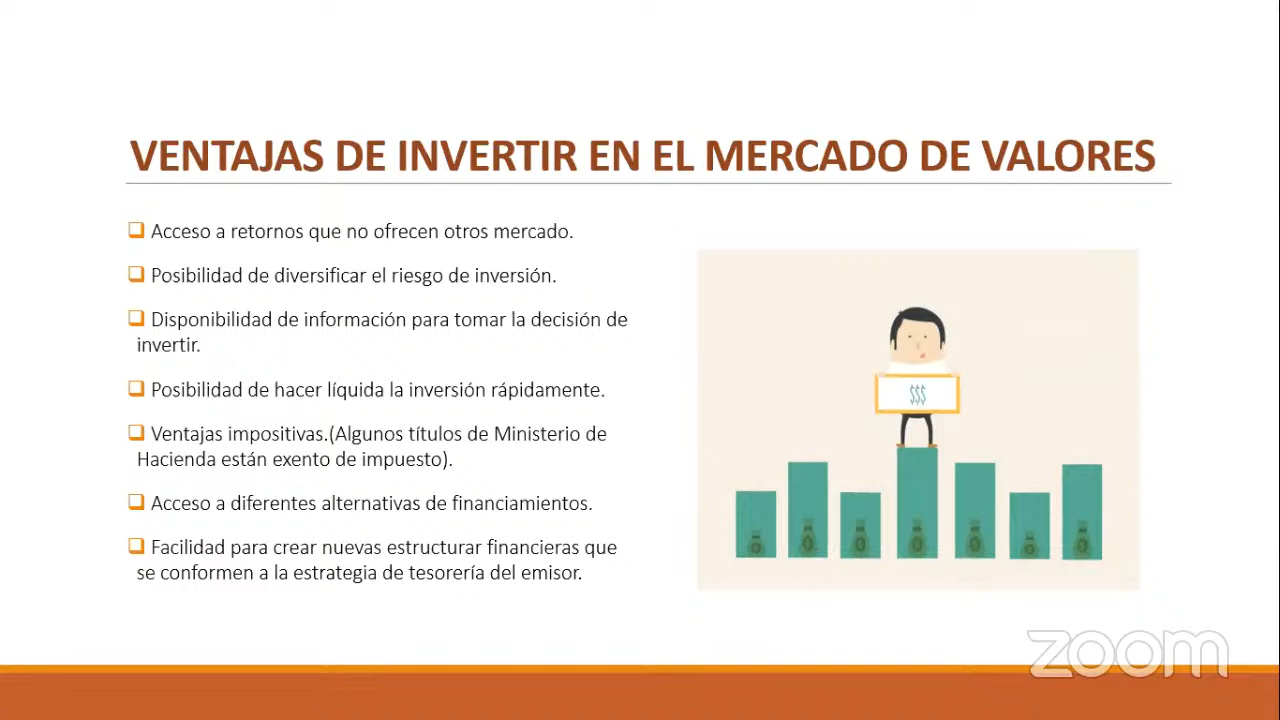 VENTAJAS DE INVERTIR EN EL MERCADO DE VALORES
Acceso a retornos que no ofrecen otros mercado.
Posibilidad de diversificar el riesgo de inversión.
Disponibilidad de información para tomar la decisión de
invertir.
Posibilidad de hacer líquida la inversión rápidamente.
Ventajas impositivas.(Algunos títulos de Ministerio de
Hacienda están exento de impuesto).
Acceso a diferentes alternativas de financiamientos.
Facilidad para crear nuevas estructurar financieras que
se conformen a la estrategia de tesorería del emisor.
$$$
zoom